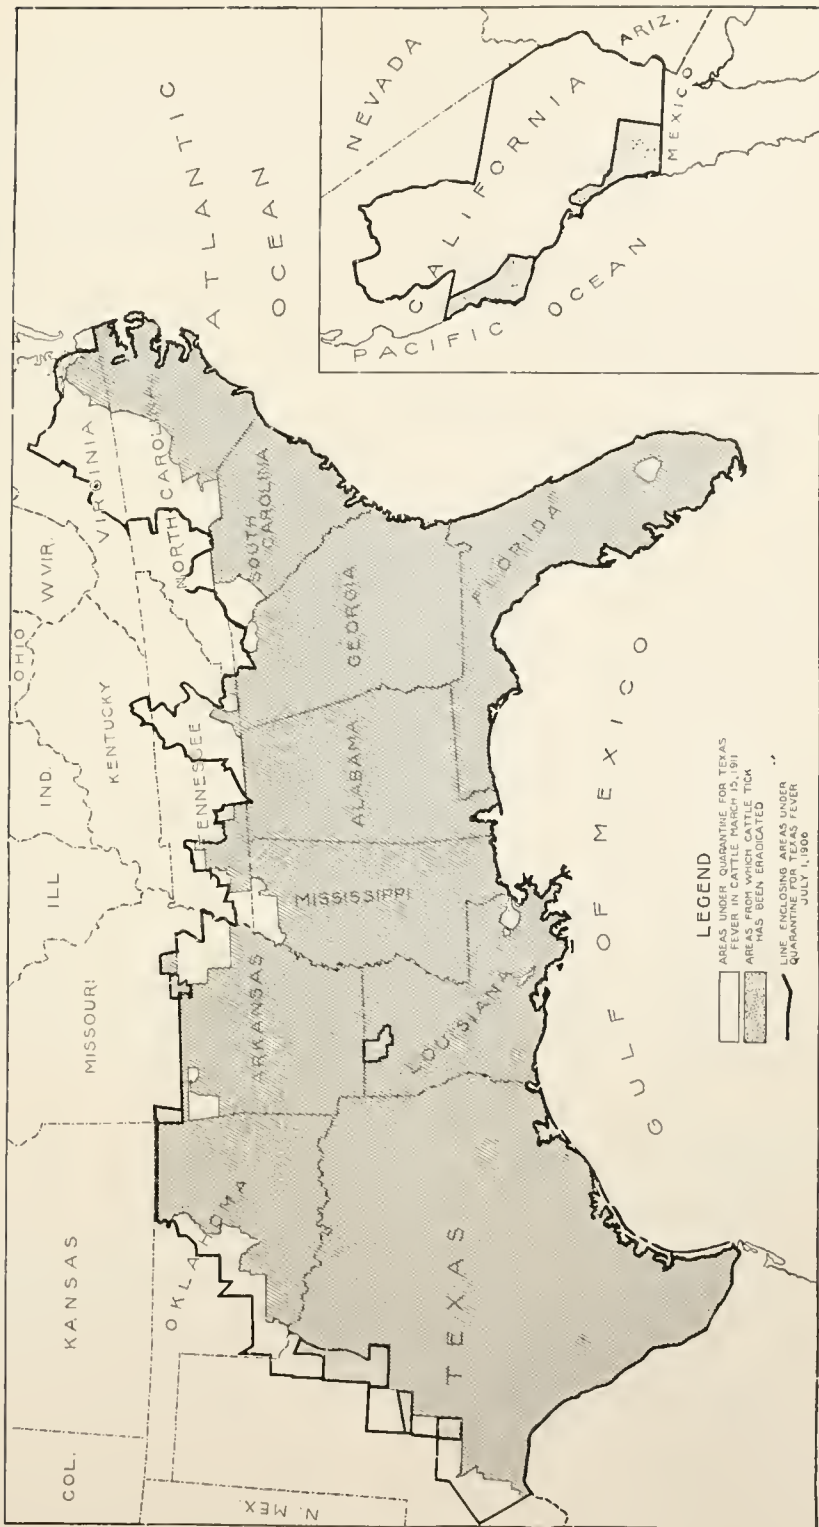 ATLANTIC
OCEAN
NEVADA
ARIZ.
CALIFORNIA
MEXICO
PACIFIC OCEAN
OHIO
W.VIR.
VIRGINIA
IND.
KENTUCKY
NORTH CAROLINA
ILL
TENNESSEE
SOUTH
CAROLINA
MISSOURI
GEORGIA
FLORIDA
ALABAMA
MISSISSIPPI
ARKANSAS
LOUISIANA
KANSAS
OKLAHOMA
TEXAS
COL.
N. MEX.
GULF OF MEXICO
LEGEND
AREAS UNDER QUARANTINE FOR TEXAS
FEVER IN CATTLE MARCH 15, 1911
AREAS FROM WHICH CATTLE TICK
HAS BEEN ERADICATED
LINE ENCLOSING AREAS UNDER
QUARANTINE FOR TEXAS FEVER
JULY 1, 1906